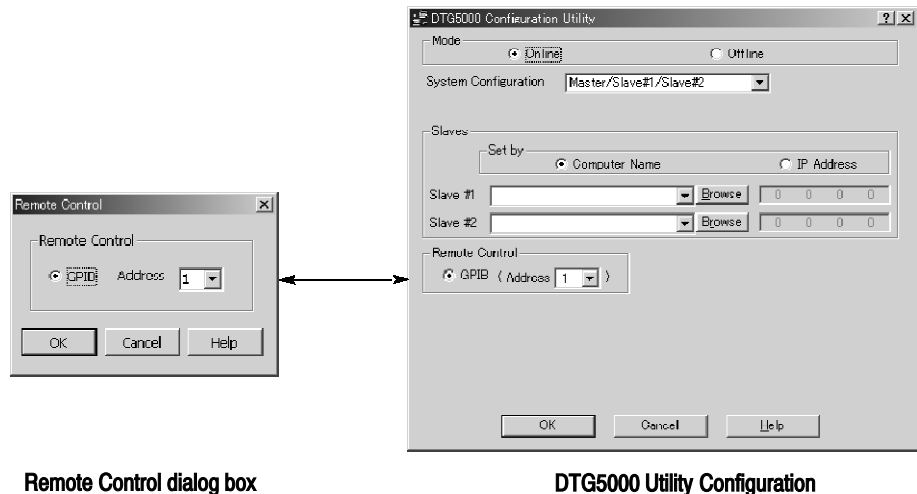 DTG5000 Configuration Utility
Mode
Online
Offline
System Configuration
Master/Slave#1/Slave#2
Slaves
Set by
Computer Name
IP Address
Slave #1
Browse
0 0 0 0
Slave #2
Browse
0 0 0 0
Remote Control
GPIB ( Address 1 )
OK
Cancel
Help
Remote Control
Remote Control
GPIB Address 1
OK
Cancel
Help
Remote Control dialog box
DTG5000 Utility Configuration